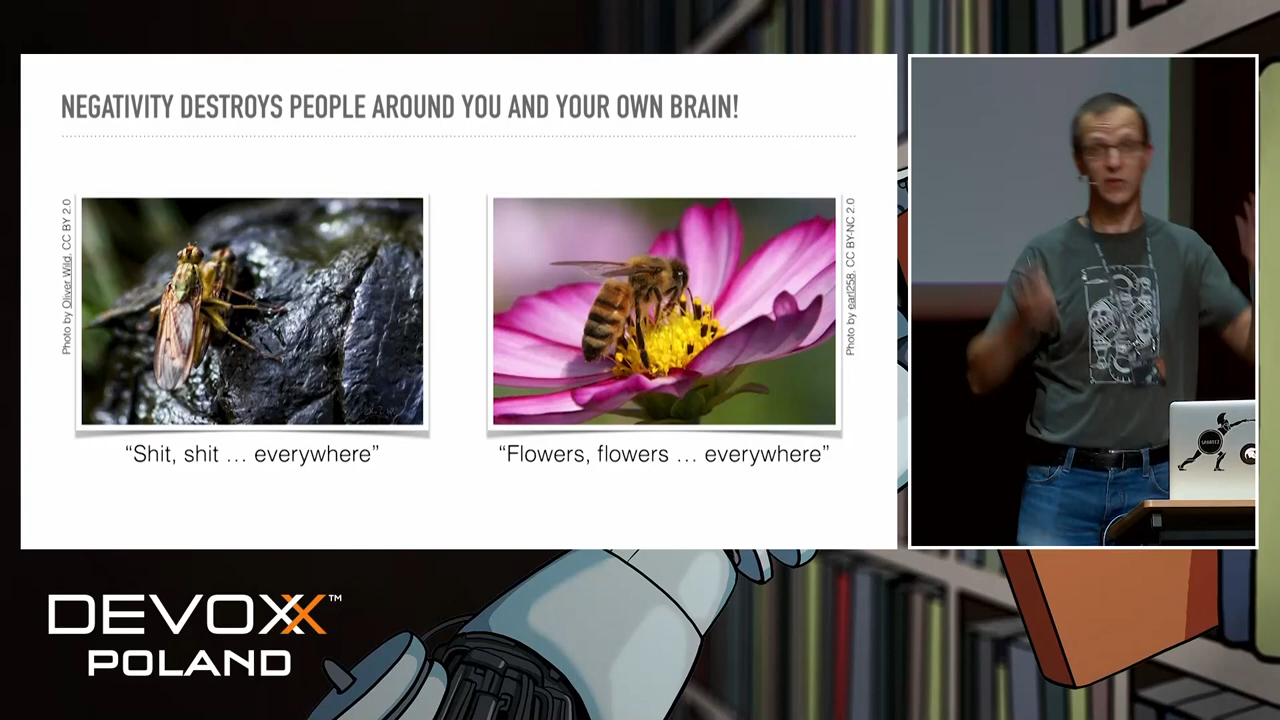 NEGATIVITY DESTROYS PEOPLE AROUND YOU AND YOUR OWN BRAIN!
Photo by Oliver Wild, CC BY 2.0
Photo by earl258, CC BY-NC 2.0
“Shit, shit … everywhere”
“Flowers, flowers … everywhere”
DEVOXX™
POLAND